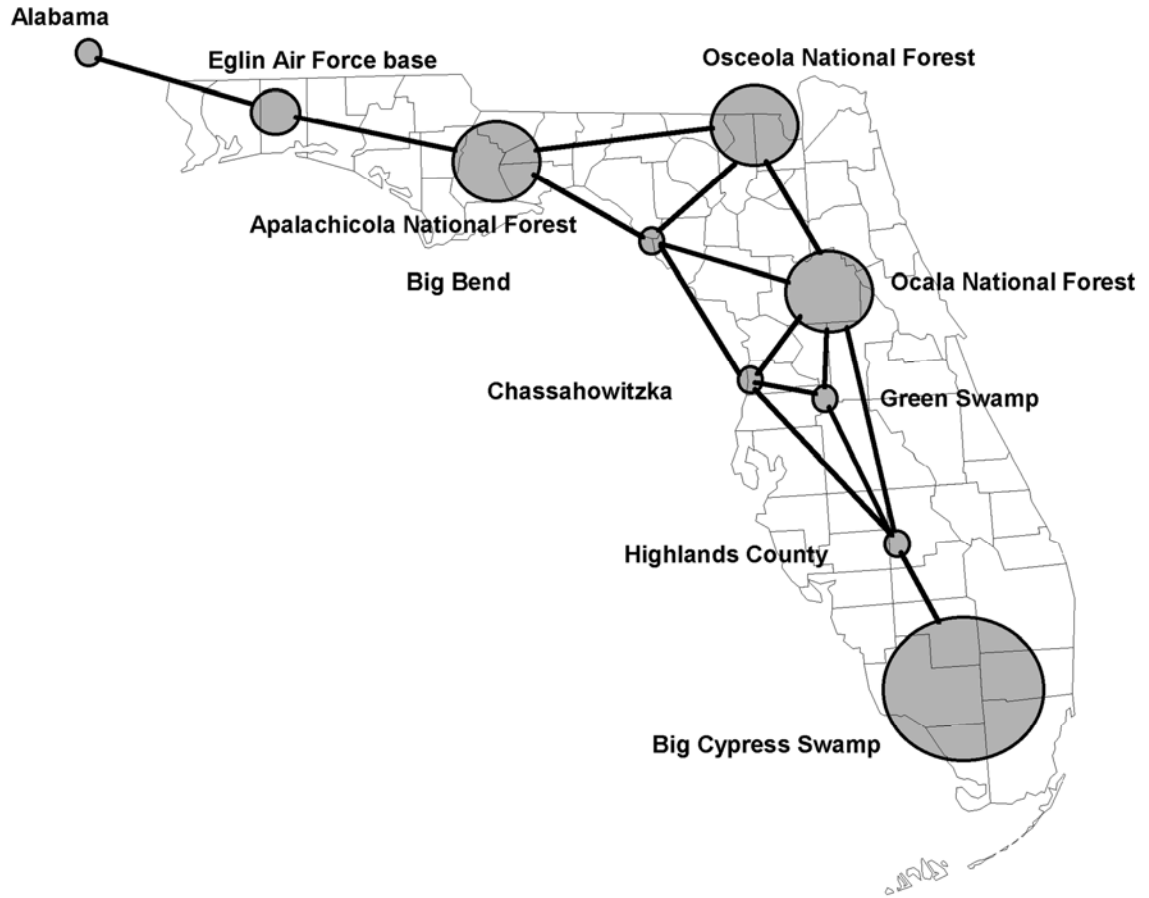 Alabama
Eglin Air Force base
Osceola National Forest
Apalachicola National Forest
Big Bend
Ocala National Forest
Chassahowitzka
Green Swamp
Highlands County
Big Cypress Swamp